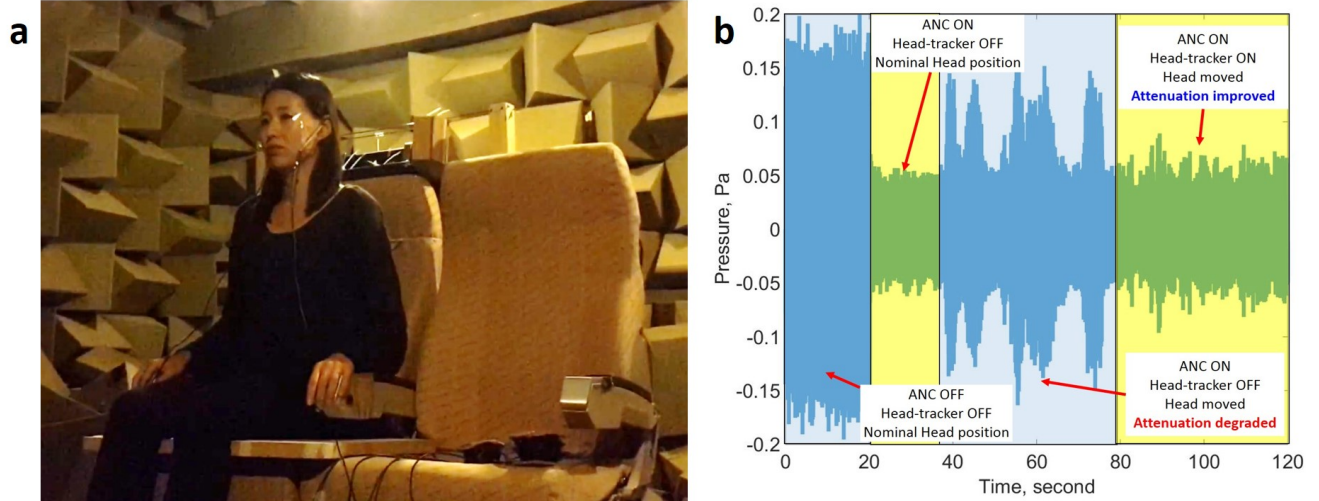 a
b
Pressure, Pa
0.2
0.15
0.1
0.05
0
-0.05
-0.1
-0.15
-0.2
ANC ON
Head-tracker OFF
Nominal Head position
ANC ON
Head-tracker ON
Head moved
Attenuation improved
ANC OFF
Head-tracker OFF
Nominal Head position
ANC ON
Head-tracker OFF
Head moved
Attenuation degraded
0 20 40 60 80 100 120
Time, second